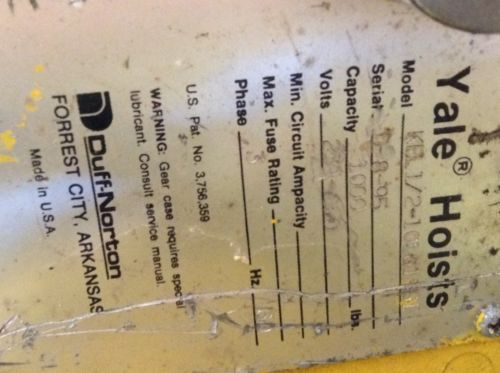 Yale® Hoists
Model
Serial
Capacity lbs.
Volts
Min. Circuit Ampacity
Max. Fuse Rating
Phase Hz.
U.S. Pat. No. 3,756,359
WARNING: Gear case requires special
lubricant. Consult service manual.
Duff-Norton
FORREST CITY, ARKANSAS
Made in U.S.A.